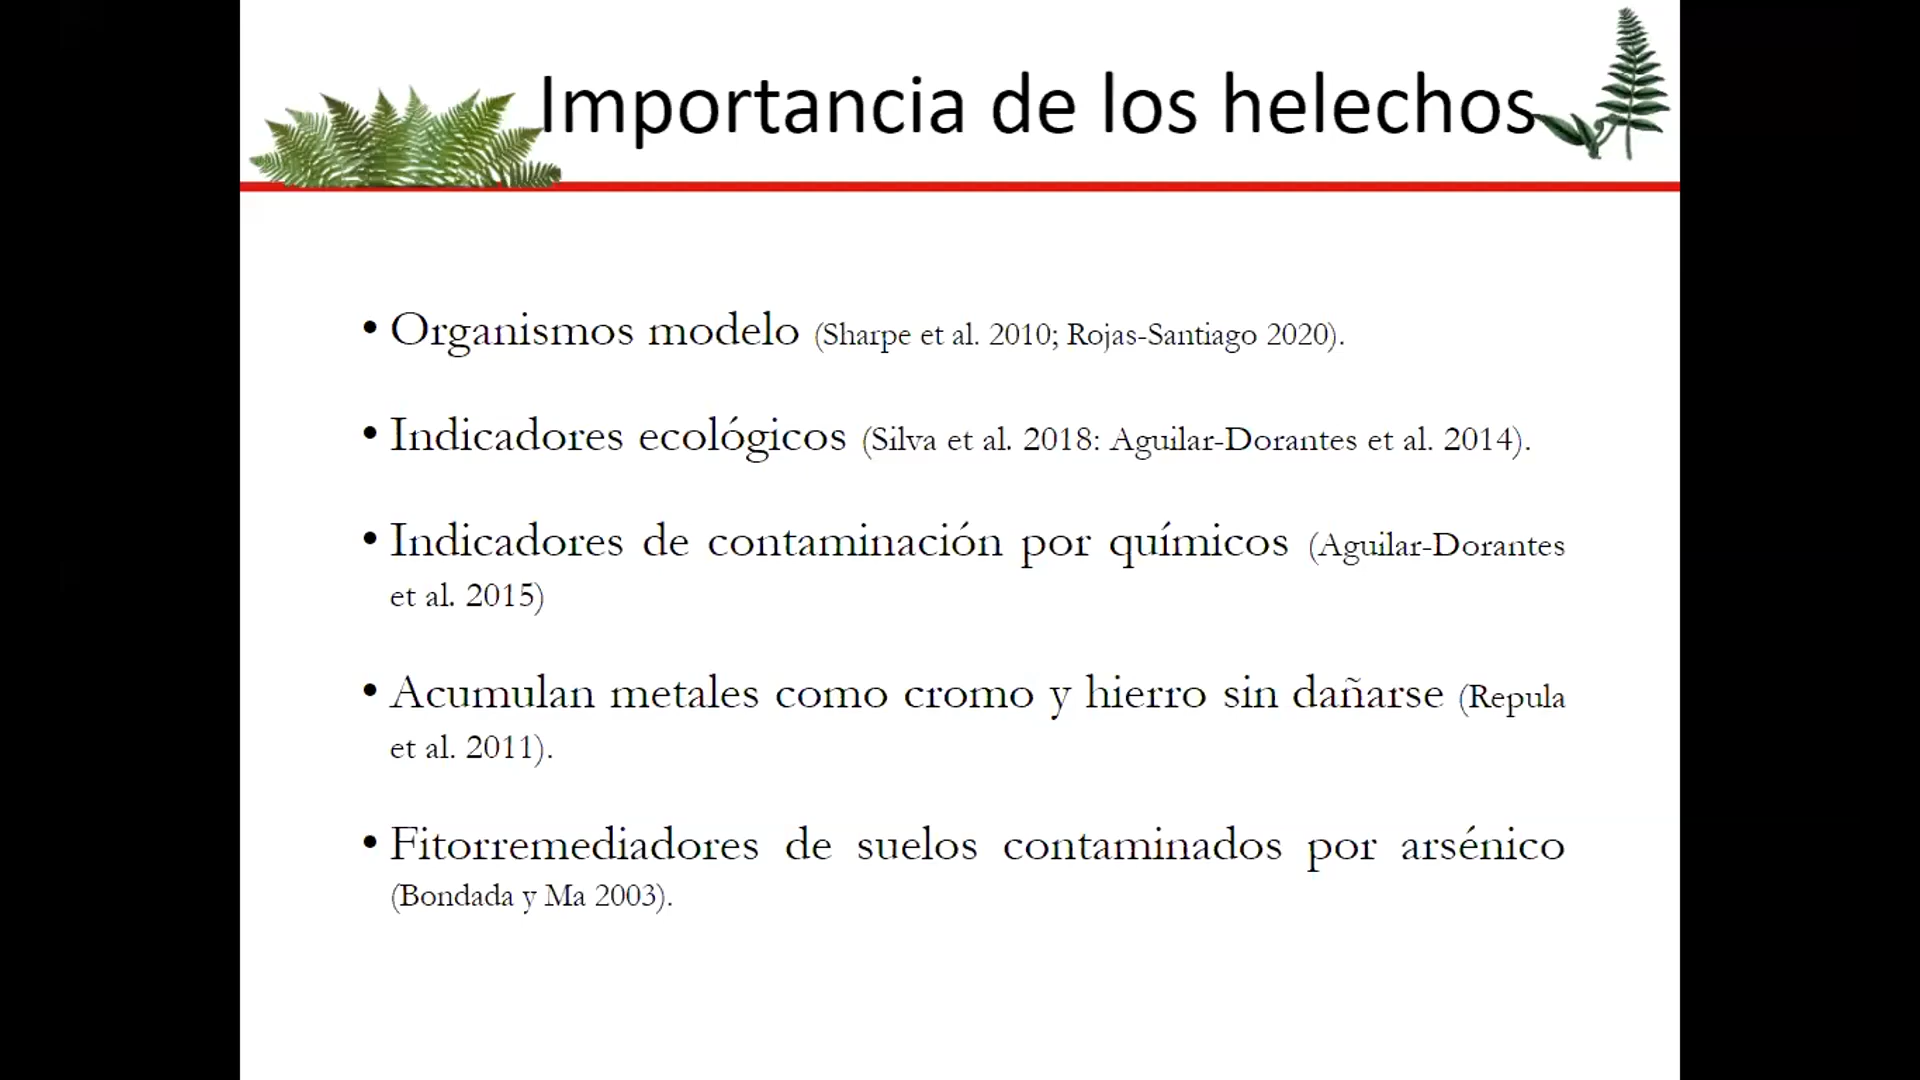 Importancia de los helechos
• Organismos modelo (Sharpe et al. 2010; Rojas-Santiago 2020).
• Indicadores ecológicos (Silva et al. 2018: Aguilar-Dorantes et al. 2014).
• Indicadores de contaminación por químicos (Aguilar-Dorantes
et al. 2015)
• Acumulan metales como cromo y hierro sin dañarse (Repula
et al. 2011).
• Fitorremediadores de suelos contaminados por arsénico
(Bondada y Ma 2003).